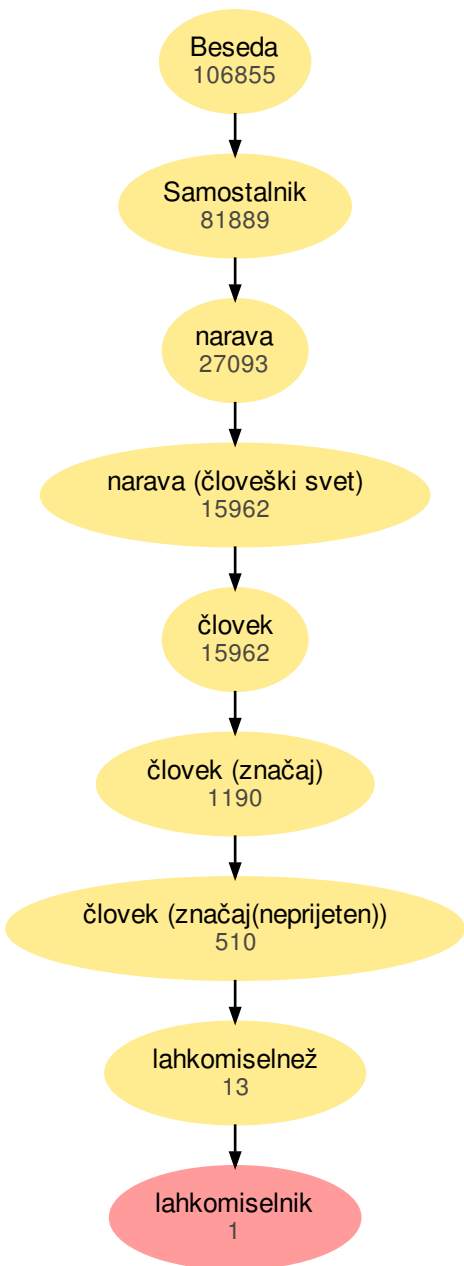 Beseda
106855
Samostalnik
81889
narava
27093
narava (človeški svet)
15962
človek
15962
človek (značaj)
1190
človek (značaj(neprijeten))
510
lahkomiselnež
13
lahkomiselnik
1